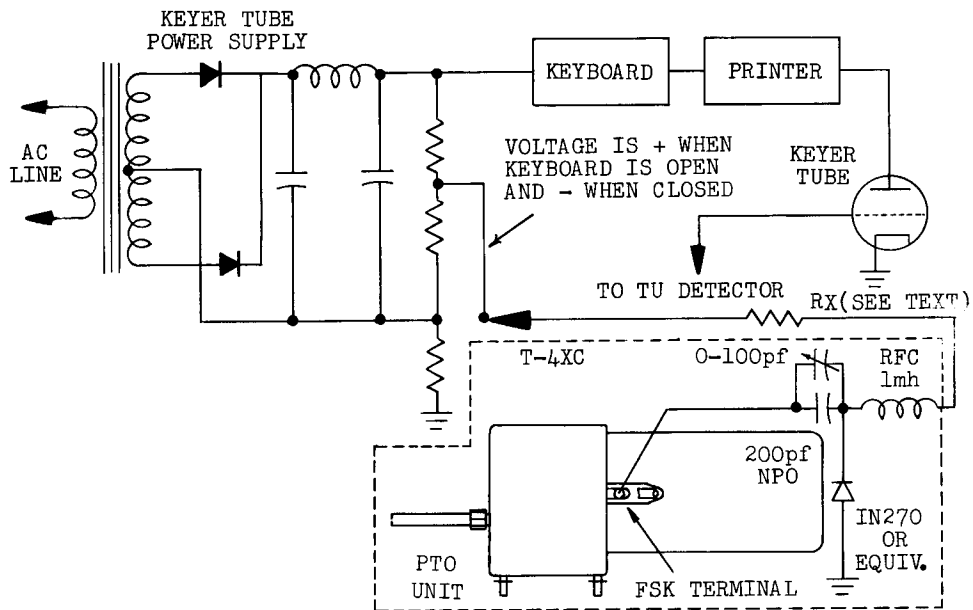 KEYER TUBE
POWER SUPPLY
AC
LINE
KEYBOARD
PRINTER
VOLTAGE IS + WHEN
KEYBOARD IS OPEN
AND - WHEN CLOSED
KEYER
TUBE
TO TU DETECTOR
RX(SEE TEXT)
T-4XC
0-100pf
RFC
1mh
200pf
NPO
IN270
OR
EQUIV.
PTO
UNIT
FSK TERMINAL